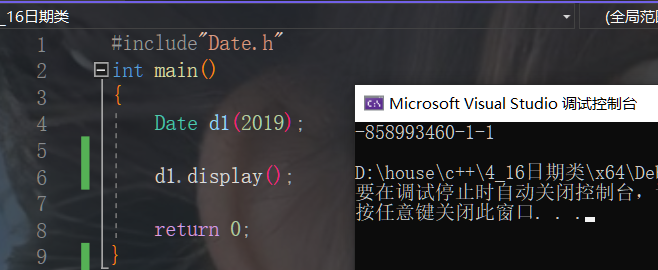 _16日期类
(全局范围
1 #include"Date.h"
2 int main()
3 {
4 Date d1(2019);
5
6 d1.display();
7
8 return 0;
9 }
Microsoft Visual Studio 调试控制台
-858993460-1-1
D:\house\c++\4_16日期类\x64\Deb
要在调试停止时自动关闭控制台，
按任意键关闭此窗口. . .